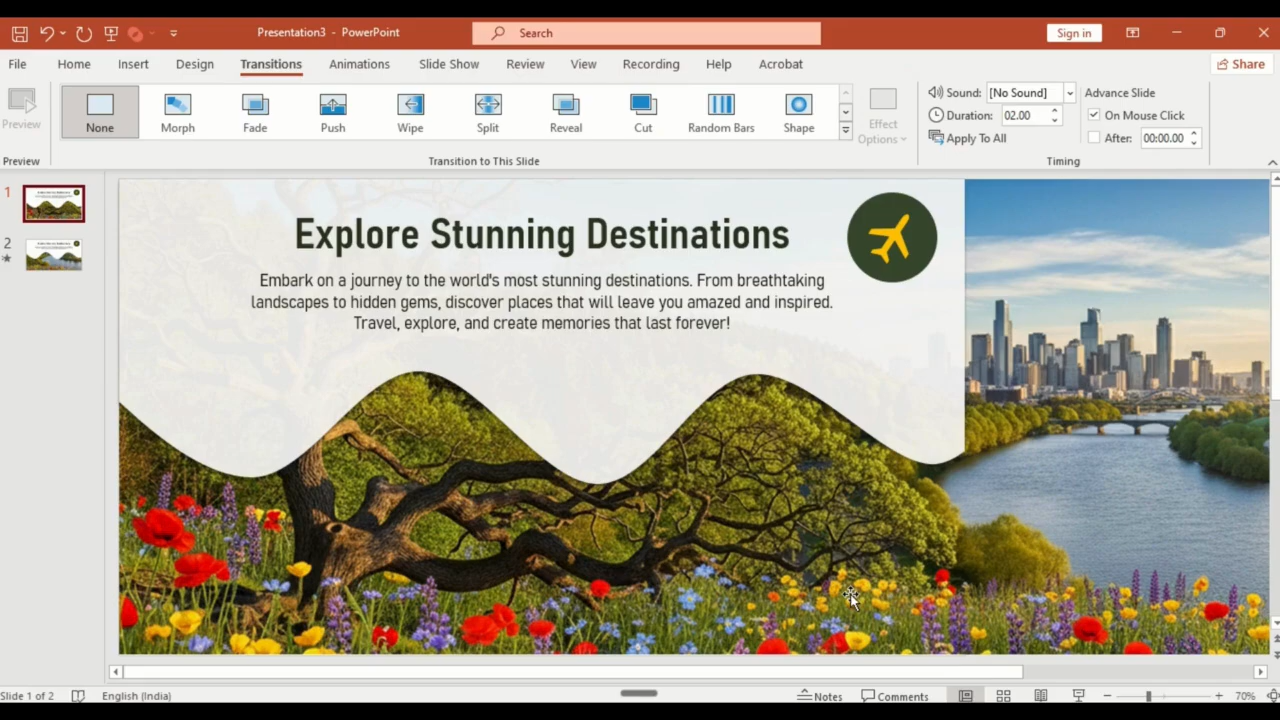 Presentation3 - PowerPoint
Search
Sign in
File Home Insert Design Transitions Animations Slide Show Review View Recording Help Acrobat
Share
Preview
None Morph Fade Push Wipe Split Reveal Cut Random Bars Shape
Effect
Options
Sound: [No Sound]
Duration: 02.00
Apply To All
Advance Slide
On Mouse Click
After: 00:00.00
Preview
Transition to This Slide
Timing
1
2
Explore Stunning Destinations
Embark on a journey to the world's most stunning destinations. From breathtaking
landscapes to hidden gems, discover places that will leave you amazed and inspired.
Travel, explore, and create memories that last forever!
Slide 1 of 2
English (India)
Notes
Comments
70%